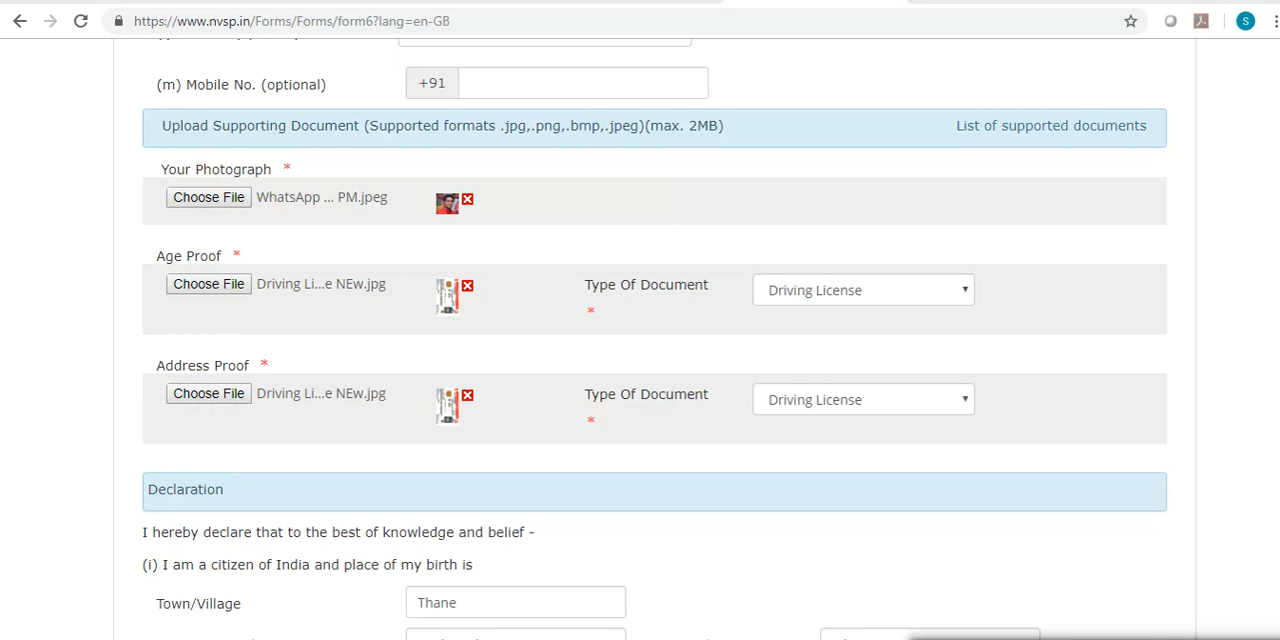 https://www.nvsp.in/Forms/Forms/form6?lang=en-GB
S
(m) Mobile No. (optional)
+91
Upload Supporting Document (Supported formats .jpg,.png,.bmp,.jpeg)(max. 2MB)
List of supported documents
Your Photograph *
Choose File WhatsApp ... PM.jpeg
Age Proof *
Choose File Driving Li...e NEw.jpg
Type Of Document
*
Driving License
Address Proof *
Choose File Driving Li...e NEw.jpg
Type Of Document
*
Driving License
Declaration
I hereby declare that to the best of knowledge and belief -
(i) I am a citizen of India and place of my birth is
Town/Village
Thane